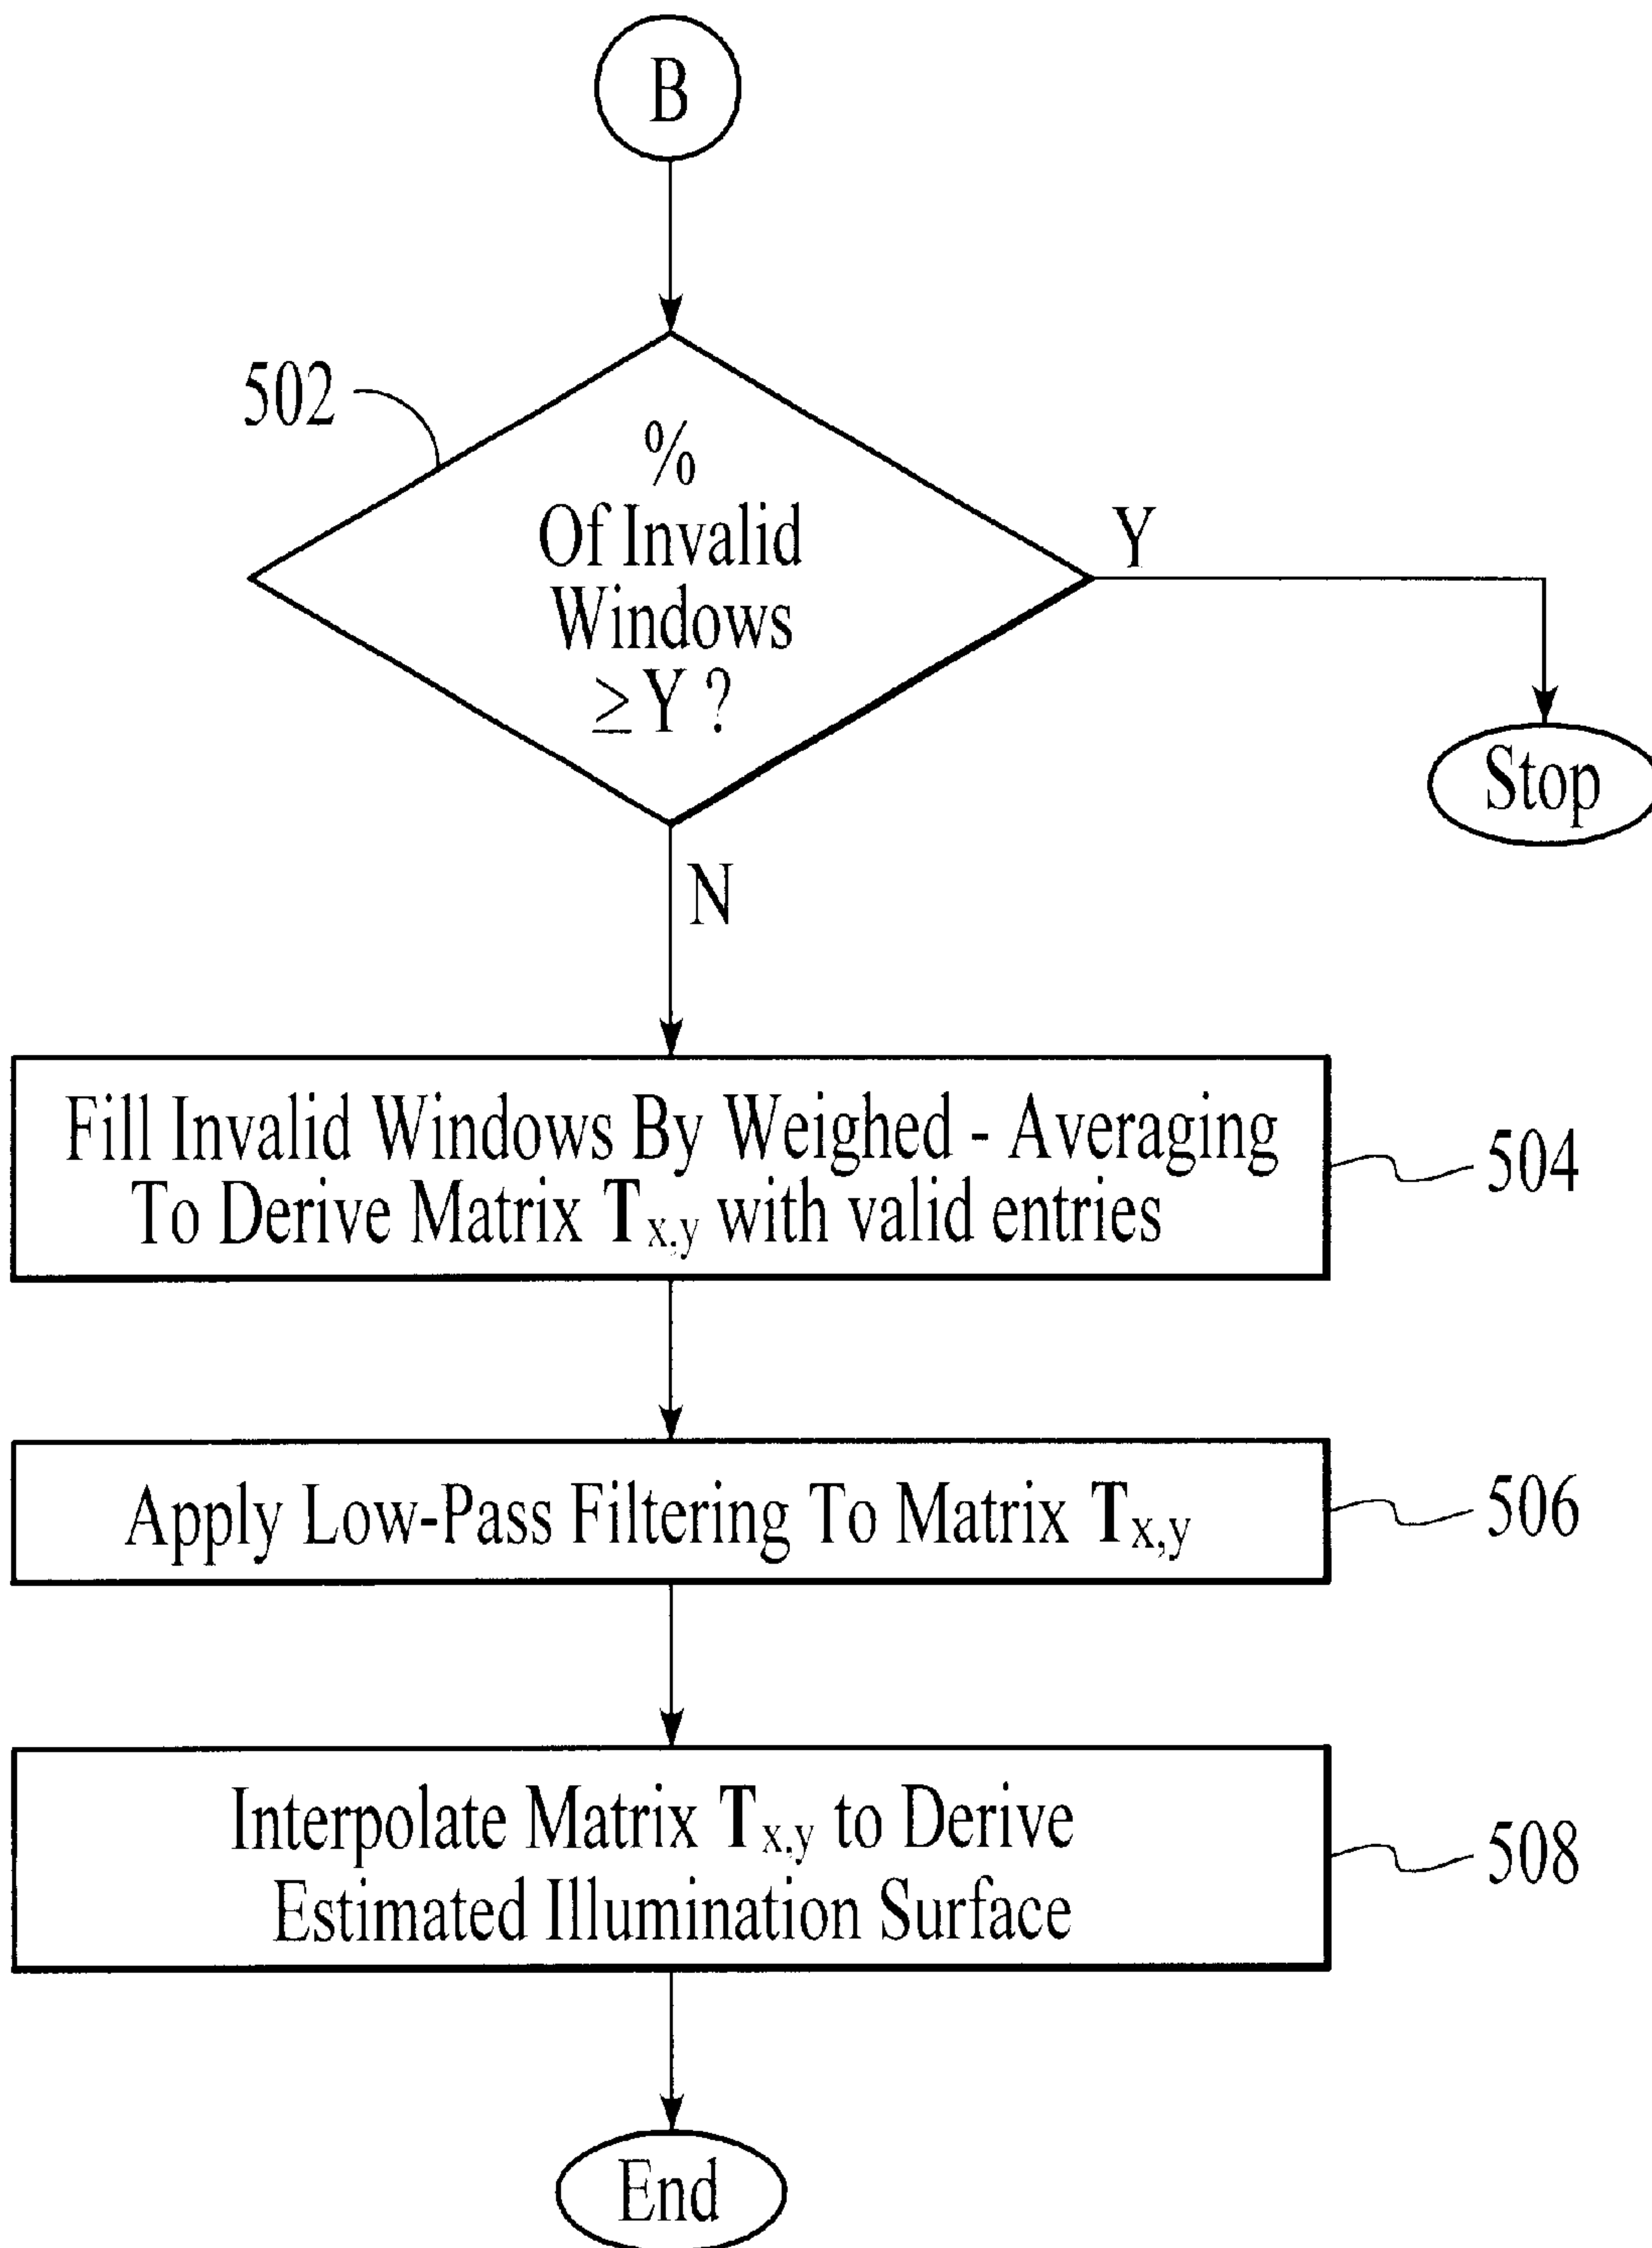 B
502
%
Of Invalid
Windows
≥ Y ?
Y
Stop
N
Fill Invalid Windows By Weighed - Averaging
To Derive Matrix Tx,y with valid entries
504
Apply Low-Pass Filtering To Matrix Tx,y
506
Interpolate Matrix Tx,y to Derive
Estimated Illumination Surface
508
End